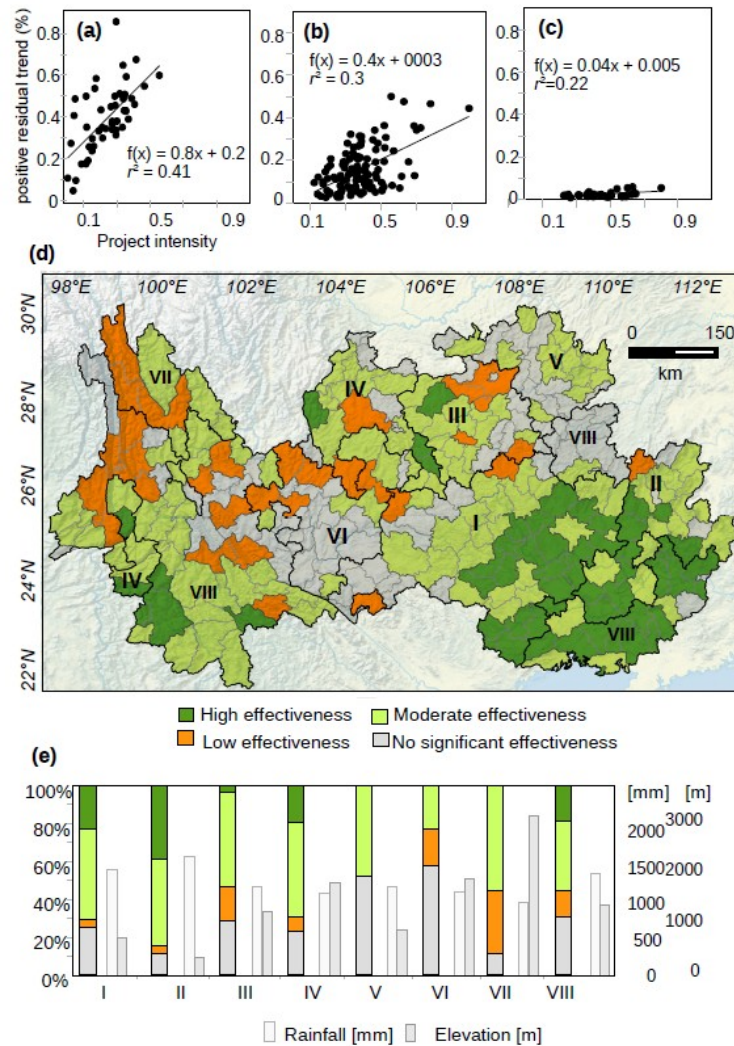 (a)
(b)
(c)
positive residual trend (%)
0.8
0.6
0.4
0.2
0
f(x) = 0.8x + 0.2
r² = 0.41
0.1
0.5
0.9
Project intensity
0.8
0.6
0.4
0.2
0
f(x) = 0.4x + 0003
r² = 0.3
0.1
0.5
0.9
0.8
0.6
0.4
0.2
0
f(x) = 0.04x + 0.005
r²=0.22
0.1
0.5
0.9
(d)
98°E 100°E 102°E 104°E 106°E 108°E 110°E 112°E
30°N
28°N
26°N
24°N
22°N
0 150
km
VII
IV
III
V
VIII
II
I
VI
IV
VIII
VIII
High effectiveness Moderate effectiveness
Low effectiveness No significant effectiveness
(e)
100%
80%
60%
40%
20%
0%
[mm] [m]
2000
1500
1000
500
0
3000
2000
1000
0
I II III IV V VI VII VIII
Rainfall [mm] Elevation [m]